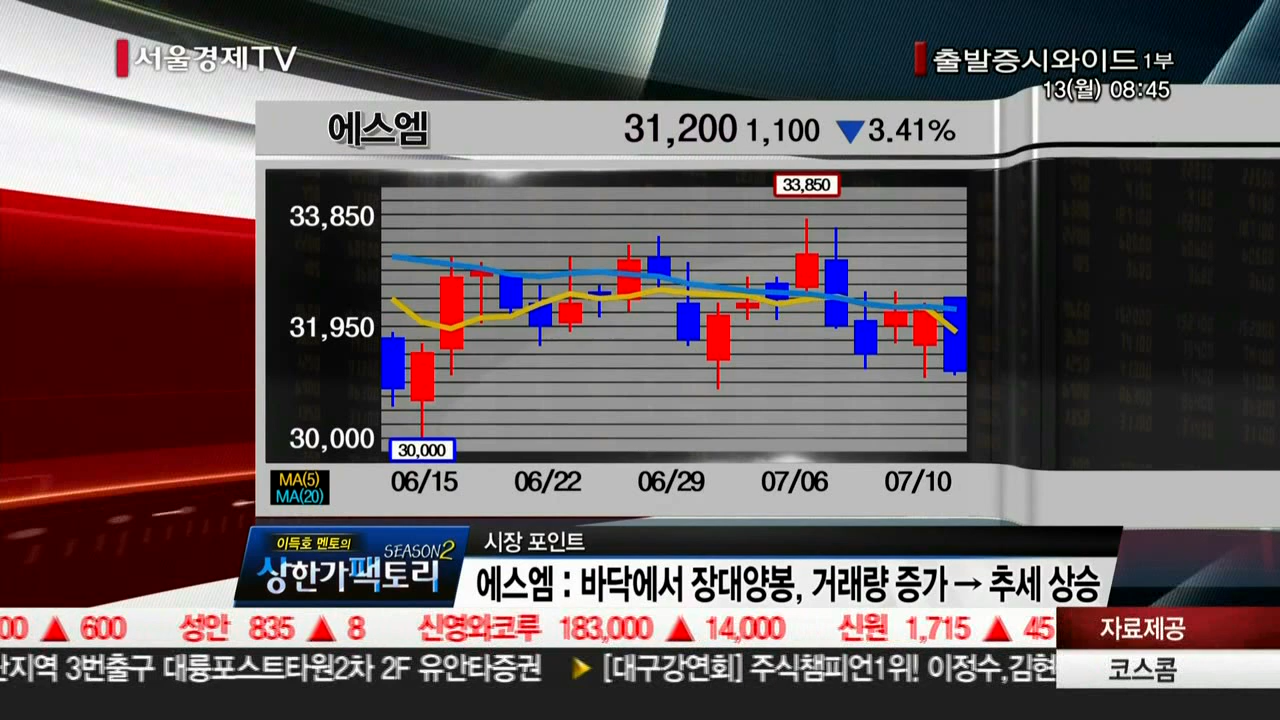 서울경제TV
출발증시와이드 1부
13(월) 08:45
에스엠 31,200 1,100 ▼3.41%
33,850
33,850
31,950
30,000
30,000
MA(5)
MA(20)
06/15 06/22 06/29 07/06 07/10
이득호 멘토의
상한가팩토리 SEASON2
시장 포인트
에스엠 : 바닥에서 장대양봉, 거래량 증가 → 추세 상승
00 ▲ 600 성안 835 ▲ 8 신영와코루 183,000 ▲ 14,000 신원 1,715 ▲ 45
자료제공
지역 3번출구 대륭포스트타원2차 2F 유안타증권 ▶ [대구강연회] 주식챔피언1위! 이정수,김현
코스콤